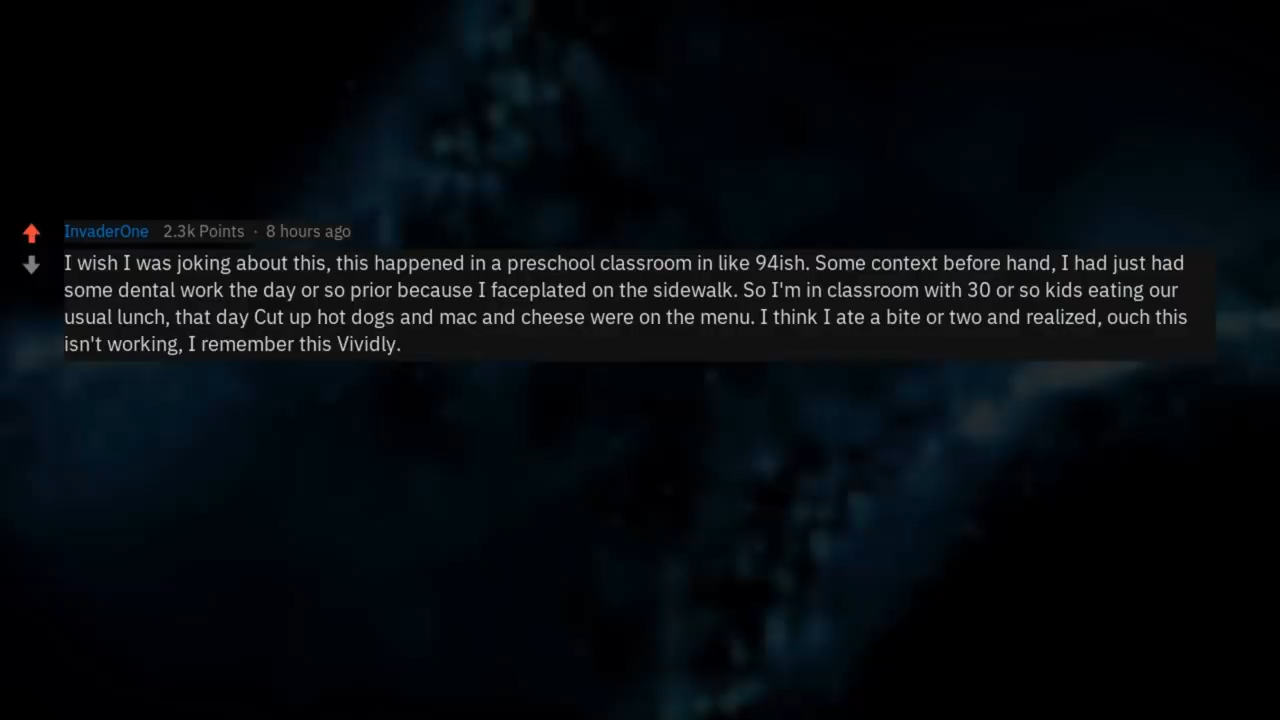 InvaderOne 2.3k Points · 8 hours ago
I wish I was joking about this, this happened in a preschool classroom in like 94ish. Some context before hand, I had just had
some dental work the day or so prior because I faceplated on the sidewalk. So I'm in classroom with 30 or so kids eating our
usual lunch, that day Cut up hot dogs and mac and cheese were on the menu. I think I ate a bite or two and realized, ouch this
isn't working, I remember this Vividly.